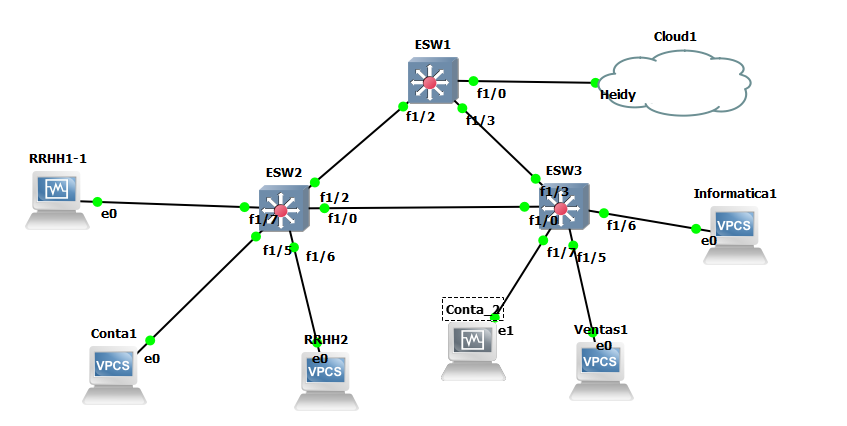 Cloud1
ESW1
f1/0
Heidy
f1/2
f1/3
RRHH1-1
ESW2
ESW3
e0
f1/2
f1/3
Informatica1
f1/7
f1/0
f1/0
f1/6
VPCS
f1/5
f1/6
f1/7
f1/5
e0
Conta_2
e1
Conta1
RRHH2
Ventas1
e0
e0
e0
VPCS
VPCS
VPCS